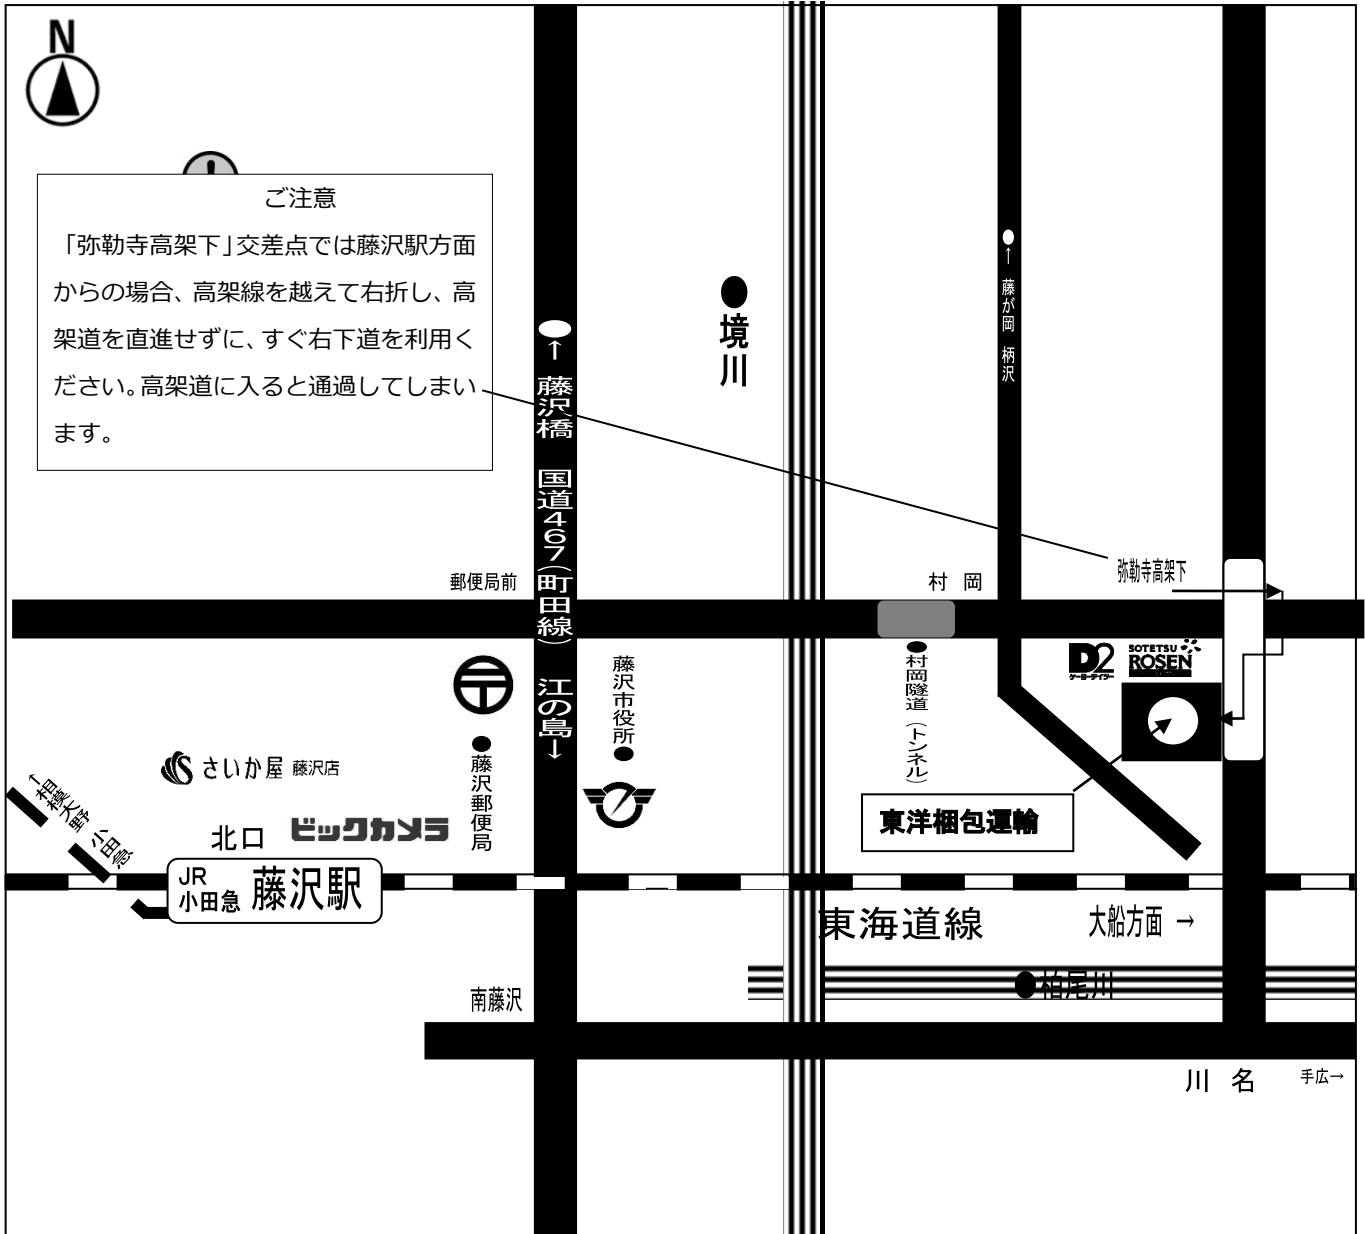 N
ご注意
「弥勒寺高架下」交差点では藤沢駅方面
からの場合、高架線を越えて右折し、高
架道を直進せずに、すぐ右下道を利用く
ださい。高架道に入ると通過してしまい
ます。
↑ 藤沢橋 国道467(町田線) 江の島↓
境川
↑ 藤が岡 柄沢
郵便局前
村 岡
弥勒寺高架下
藤沢市役所
村岡隧道(トンネル)
D2
ケーヨーデイツー
SOTETSU
ROSEN
藤沢郵便局
さいか屋 藤沢店
↑相模大野
小田急
北口
ビックカメラ
東洋梱包運輸
JR
小田急 藤沢駅
東海道線
大船方面 →
柏尾川
南藤沢
川 名
手広→